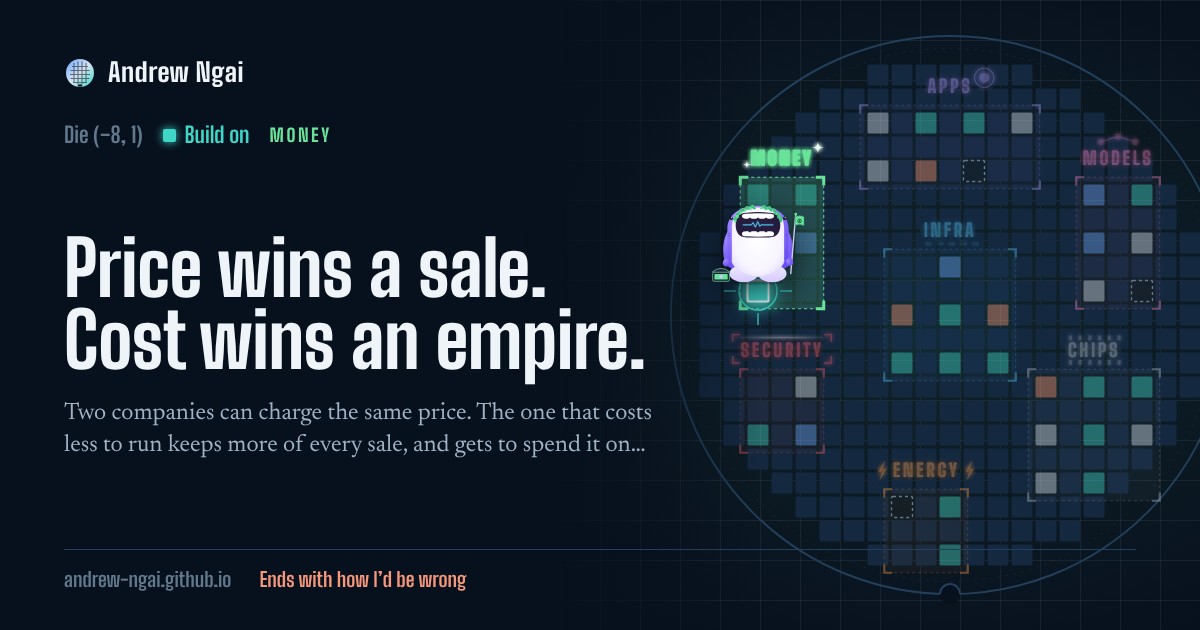 Andrew Ngai
Die (−8, 1) Build on MONEY
Price wins a sale.
Cost wins an empire.
Two companies can charge the same price. The one that costs
less to run keeps more of every sale, and gets to spend it on...
andrew-ngai.github.io Ends with how I'd be wrong
APPS
MONEY
MODELS
INFRA
SECURITY
CHIPS
ENERGY